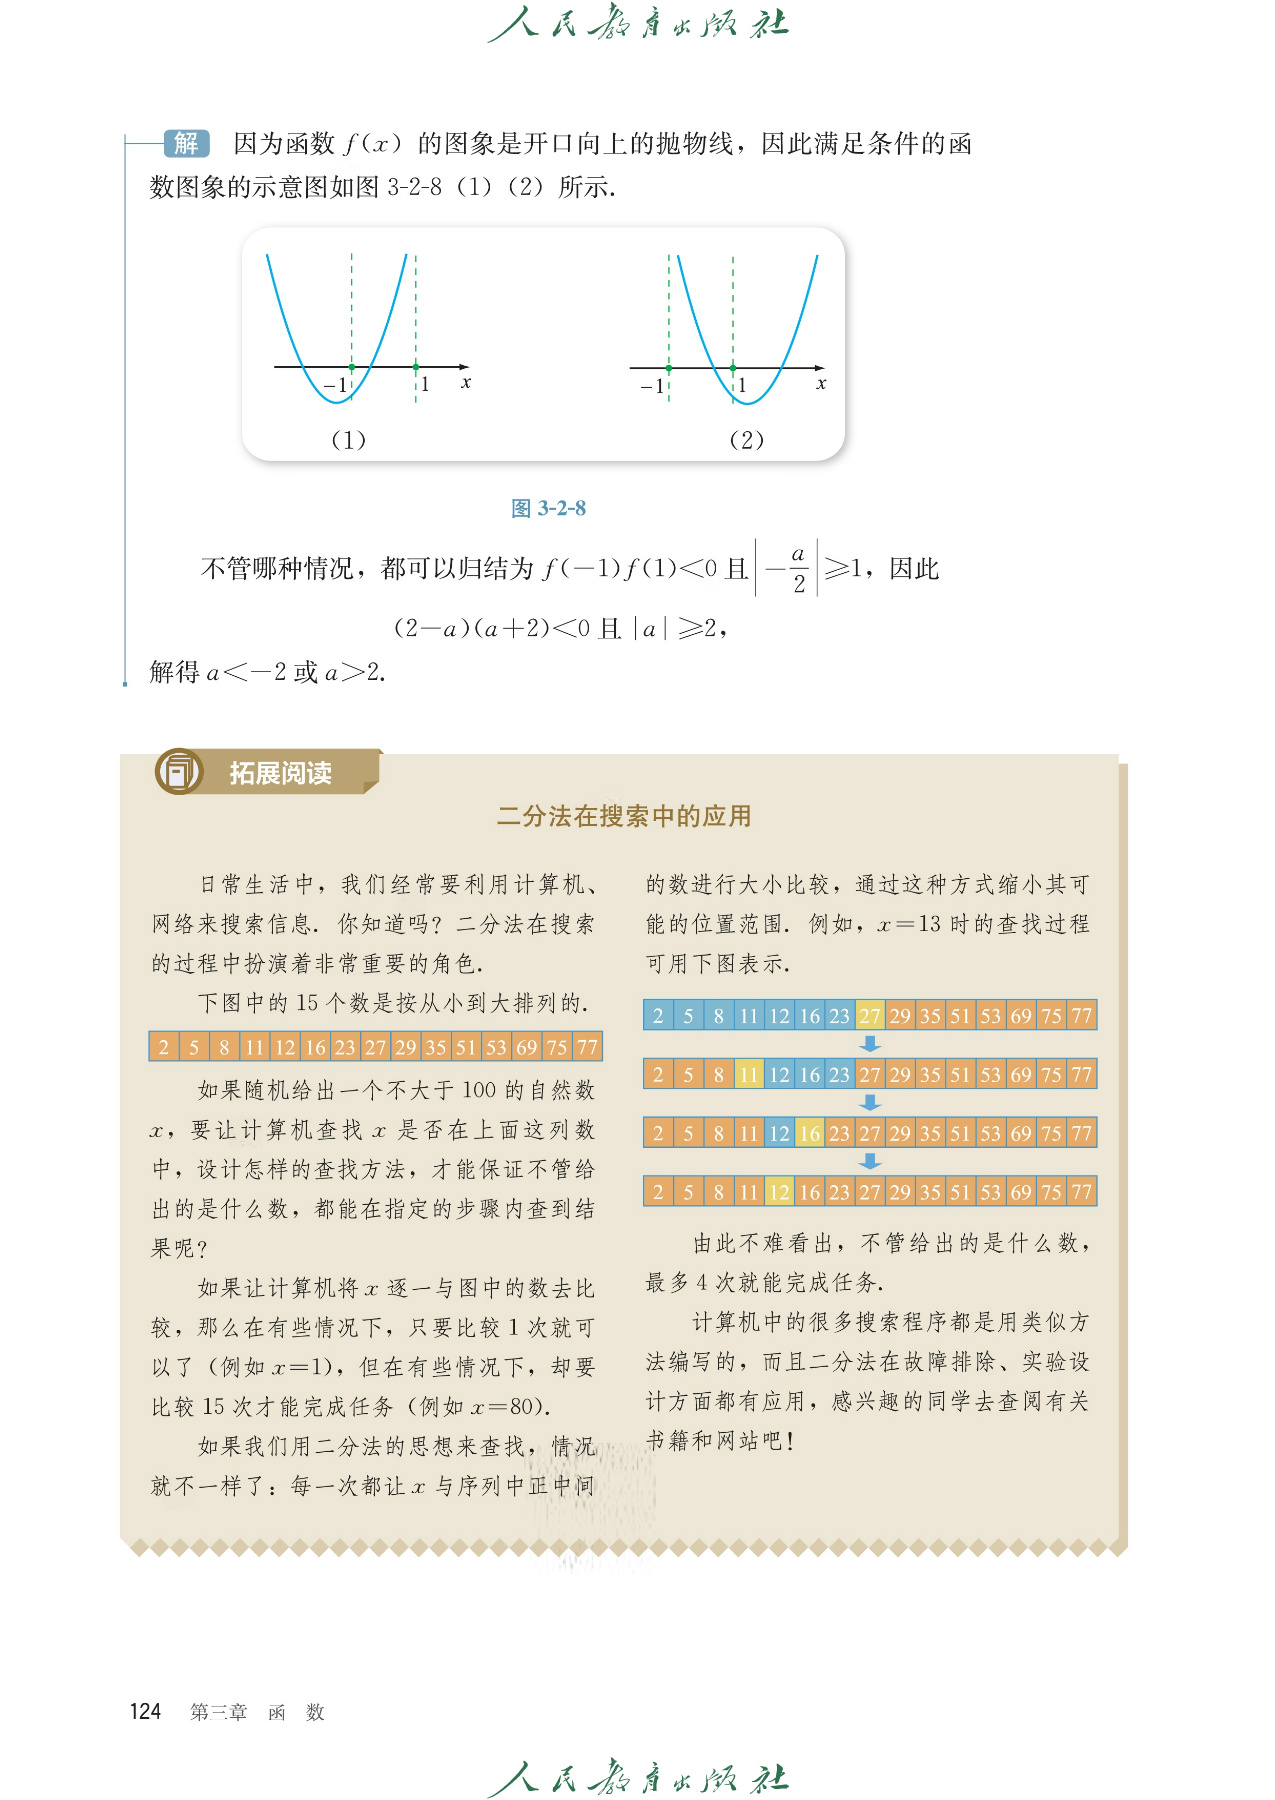 人民教育出版社
解 因为函数 f(x) 的图象是开口向上的抛物线，因此满足条件的函
数图象的示意图如图 3-2-8（1）（2）所示.
−1 1 x
−1 1 x
（1） （2）
图 3-2-8
不管哪种情况，都可以归结为 f(−1)f(1)<0 且 |−a/2|⩾1，因此
(2−a)(a+2)<0 且 |a|⩾2，
解得 a<−2 或 a>2.
拓展阅读
二分法在搜索中的应用
日常生活中，我们经常要利用计算机、
网络来搜索信息. 你知道吗？二分法在搜索
的过程中扮演着非常重要的角色.
下图中的 15 个数是按从小到大排列的.
2 5 8 11 12 16 23 27 29 35 51 53 69 75 77
如果随机给出一个不大于 100 的自然数
x，要让计算机查找 x 是否在上面这列数
中，设计怎样的查找方法，才能保证不管给
出的是什么数，都能在指定的步骤内查到结
果呢？
如果让计算机将 x 逐一与图中的数去比
较，那么在有些情况下，只要比较 1 次就可
以了（例如 x=1），但在有些情况下，却要
比较 15 次才能完成任务（例如 x=80）.
如果我们用二分法的思想来查找，情况
就不一样了：每一次都让 x 与序列中正中间
的数进行大小比较，通过这种方式缩小其可
能的位置范围. 例如，x=13 时的查找过程
可用下图表示.
2 5 8 11 12 16 23 27 29 35 51 53 69 75 77
2 5 8 11 12 16 23 27 29 35 51 53 69 75 77
2 5 8 11 12 16 23 27 29 35 51 53 69 75 77
2 5 8 11 12 16 23 27 29 35 51 53 69 75 77
由此不难看出，不管给出的是什么数，
最多 4 次就能完成任务.
计算机中的很多搜索程序都是用类似方
法编写的，而且二分法在故障排除、实验设
计方面都有应用，感兴趣的同学去查阅有关
书籍和网站吧！
124 第三章 函 数
人民教育出版社